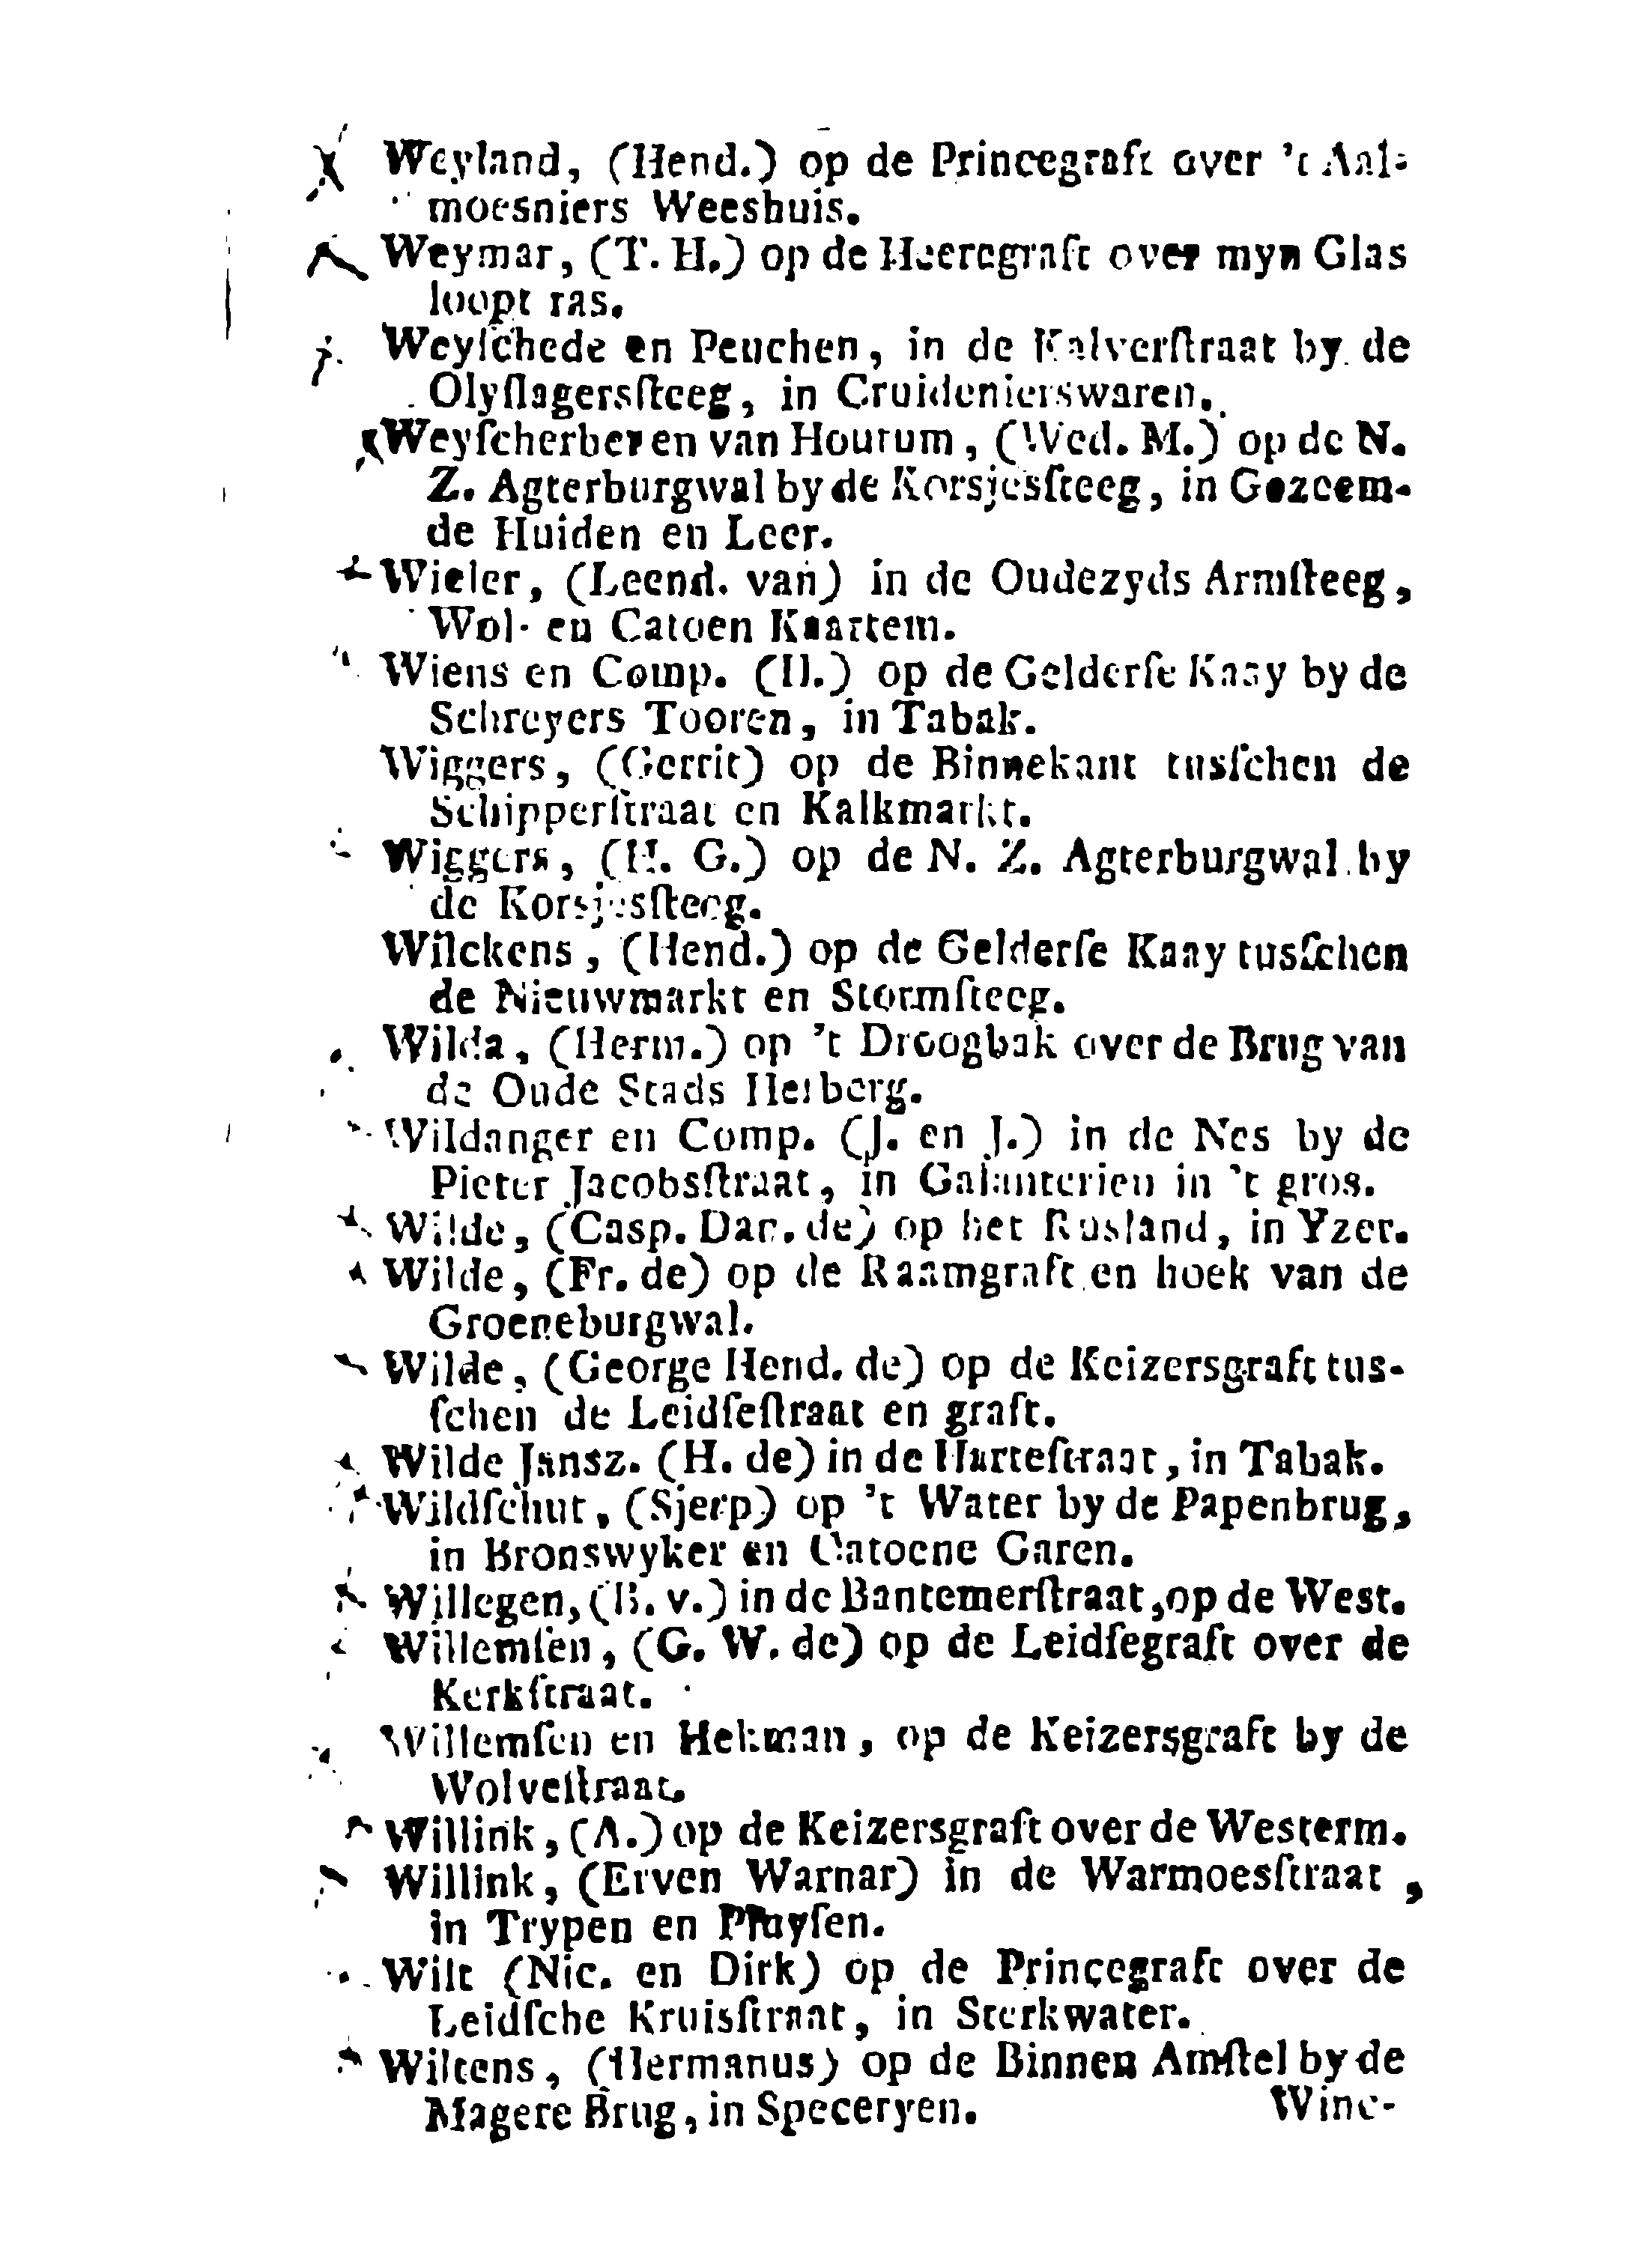 Weyland, (Hend.) op de Princegraft over 't Aal-
moesniers Weeshuis.
Weymar, (T. H.) op de Heeregraft over myn Glas
loopt ras.
Weyſchede en Peuchen, in de Kalverſtraat by de
Olyſlagersſteeg, in Cruidenierswaren.
Weyſcherber en van Hourum, (Wed. M.) op de N.
Z. Agterburgwal by de Korsjesſteeg, in Gezeem-
de Huiden en Leer.
Wieler, (Leend. van) in de Oudezyds Armſteeg,
Wol- en Catoen Kaartem.
Wiens en Comp. (H.) op de Gelderſe Kaay by de
Schreyers Tooren, in Tabak.
Wiggers, (Gerrit) op de Binnekant tusſchen de
Schipperſtraat en Kalkmarkt.
Wiggers, (H. G.) op de N. Z. Agterburgwal by
de Korsjesſteeg.
Wilckens, (Hend.) op de Gelderſe Kaay tusſchen
de Nieuwmarkt en Stormſteeg.
Wilda, (Herm.) op 't Droogbak over de Brug van
de Oude Stads Herberg.
Wildanger en Comp. (J. en J.) in de Nes by de
Pieter Jacobsſtraat, in Galanterien in 't gros.
Wilde, (Casp. Dan. de) op het Rusland, in Yzer.
Wilde, (Fr. de) op de Raamgraft en hoek van de
Groeneburgwal.
Wilde, (George Hend. de) op de Keizersgraft tus-
ſchen de Leidſeſtraat en graft.
Wilde Jansz. (H. de) in de Harteſtraat, in Tabak.
Wildſchut, (Sjerp) op 't Water by de Papenbrug,
in Bronswyker en Catoene Garen.
Willegen, (B. v.) in de Bantemerſtraat, op de West.
Willemſen, (G. W. de) op de Leidſegraft over de
Kerkſtraat.
Willemſen en Hekman, op de Keizersgraft by de
Wolveſtraat.
Willink, (A.) op de Keizersgraft over de Westerm.
Willink, (Erven Warnar) in de Warmoesſtraat,
in Trypen en Pluyſen.
Wilt (Nic. en Dirk) op de Princegraft over de
Leidſche Kruisſtraat, in Sterkwater.
Wiltens, (Hermanus) op de Binnen Amſtel by de
Magere Brug, in Speceryen.
Wine-